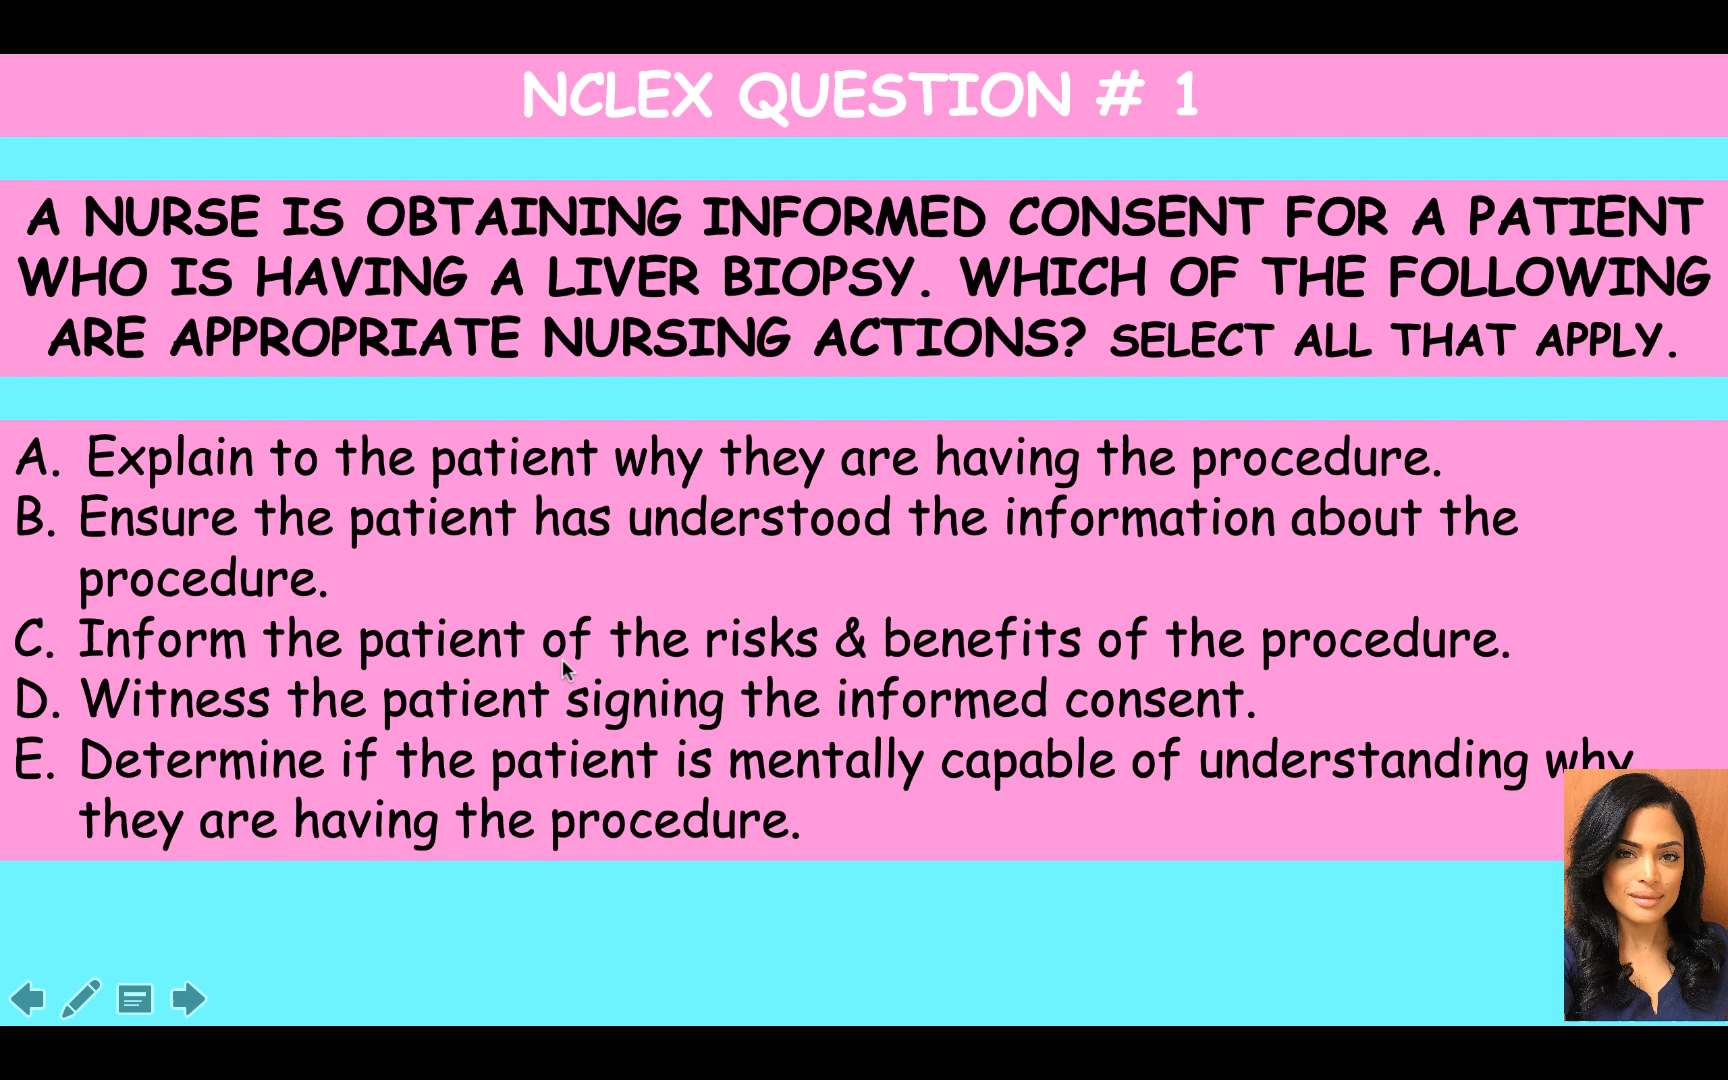 NCLEX QUESTION # 1
A NURSE IS OBTAINING INFORMED CONSENT FOR A PATIENT
WHO IS HAVING A LIVER BIOPSY. WHICH OF THE FOLLOWING
ARE APPROPRIATE NURSING ACTIONS? SELECT ALL THAT APPLY.
A. Explain to the patient why they are having the procedure.
B. Ensure the patient has understood the information about the
procedure.
C. Inform the patient of the risks & benefits of the procedure.
D. Witness the patient signing the informed consent.
E. Determine if the patient is mentally capable of understanding why
they are having the procedure.